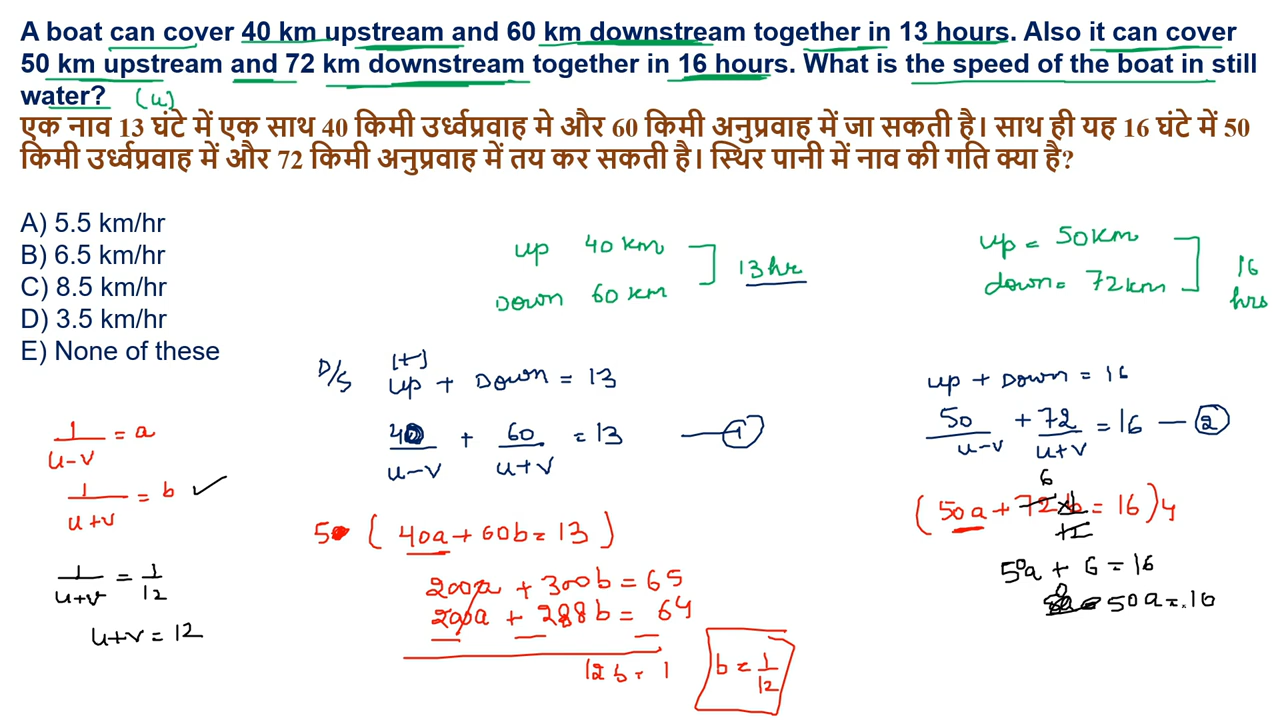 A boat can cover 40 km upstream and 60 km downstream together in 13 hours. Also it can cover
50 km upstream and 72 km downstream together in 16 hours. What is the speed of the boat in still
water? (u)
एक नाव 13 घंटे में एक साथ 40 किमी उर्ध्वप्रवाह मे और 60 किमी अनुप्रवाह में जा सकती है। साथ ही यह 16 घंटे में 50
किमी उर्ध्वप्रवाह में और 72 किमी अनुप्रवाह में तय कर सकती है। स्थिर पानी में नाव की गति क्या है?
A) 5.5 km/hr
B) 6.5 km/hr
C) 8.5 km/hr
D) 3.5 km/hr
E) None of these
up 40 km
Down 60 km
13 hr
up = 50 km
down = 72 km
16
hrs
D/S
[+]
up + Down = 13
40/u-v + 60/u+v = 13 — 1
5 ( 40a + 60b = 13 )
200a + 300b = 65
200a + 288b = 64
12b = 1
b = 1/12
up + Down = 16
50/u-v + 72/u+v = 16 — 2
6
( 50a + 72 × 1/12 = 16 ) 4
50a + 6 = 16
50a = 10
1/u-v = a
1/u+v = b
1/u+v = 1/12
u+v = 12